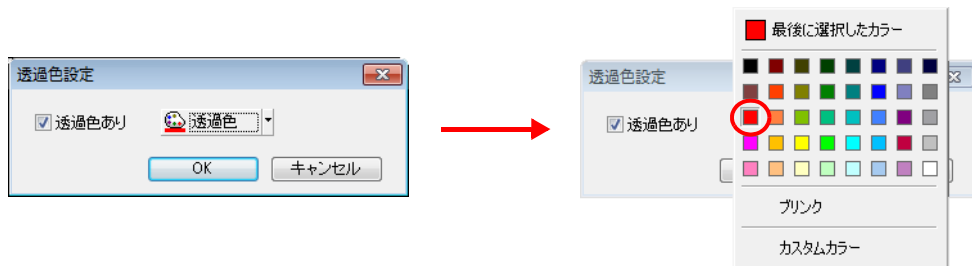 透過色設定
透過色あり
透過色
OK
キャンセル
最後に選択したカラー
透過色設定
透過色あり
ブリンク
カスタムカラー